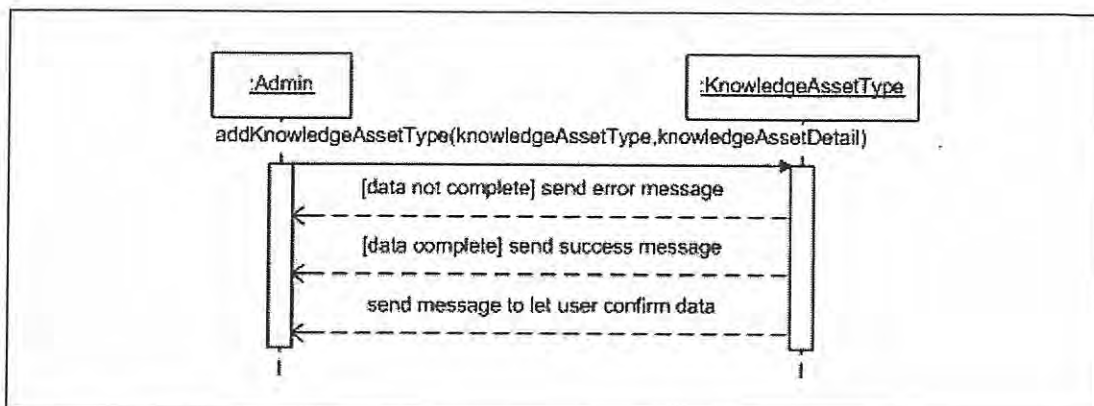 :Admin
:KnowledgeAssetType
addKnowledgeAssetType(knowledgeAssetType,knowledgeAssetDetail)
[data not complete] send error message
[data complete] send success message
send message to let user confirm data